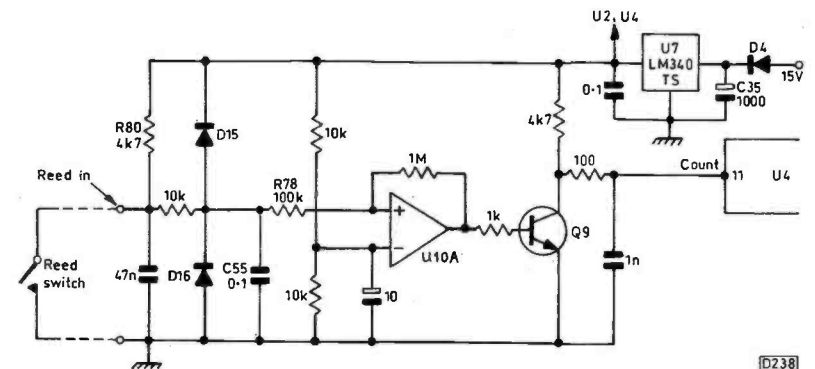 U2, U4
U7
LM340
TS
D4
15V
0·1
C35
1000
R80
4k7
D15
10k
4k7
Reed in
10k
R78
100k
1M
+
−
U10A
1k
100
Count
11
U4
Q9
Reed
switch
47n
D16
C55
0·1
10k
10
1n
D238